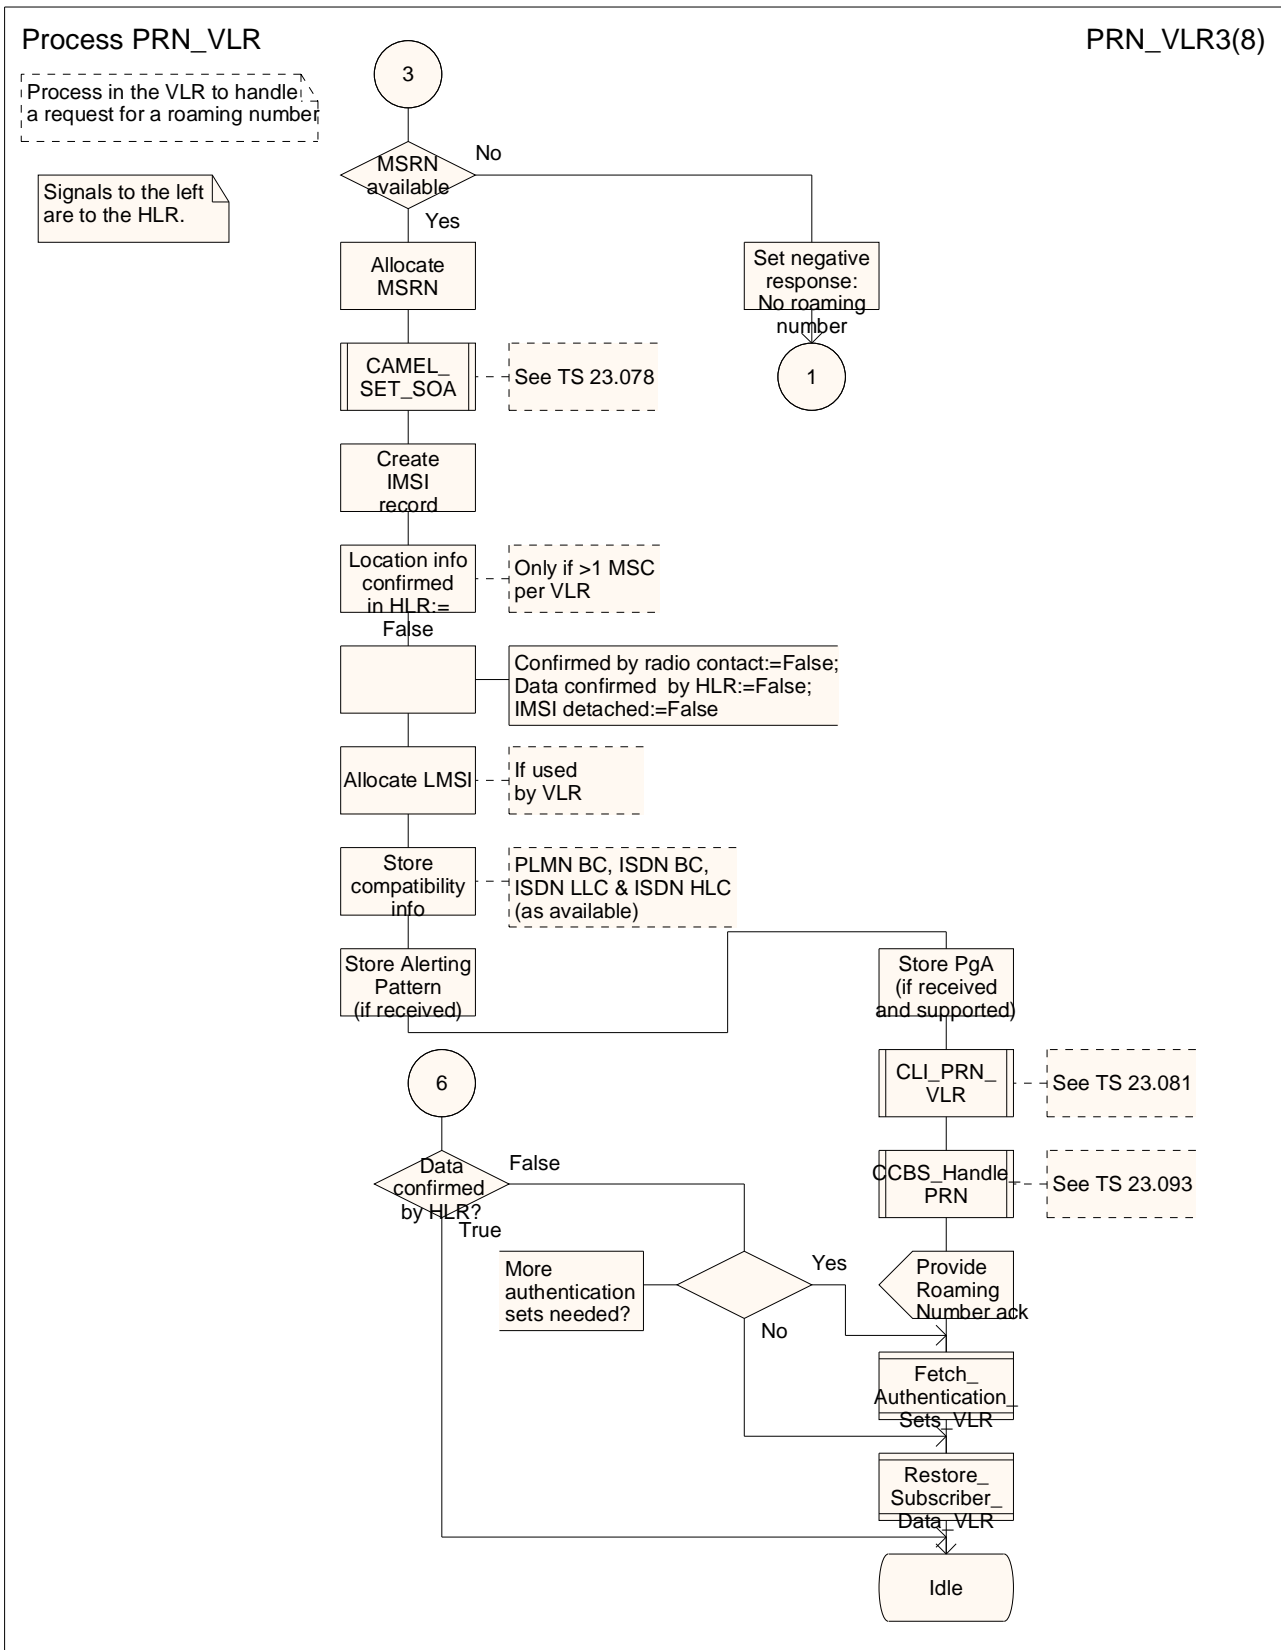 Process PRN_VLR
PRN_VLR3(8)
Process in the VLR to handle
a request for a roaming number
Signals to the left
are to the HLR.
3
MSRN
available
No
Yes
Allocate
MSRN
Set negative
response:
No roaming
number
1
CAMEL_
SET_SOA
See TS 23.078
Create
IMSI
record
Location info
confirmed
in HLR:=
False
Only if >1 MSC
per VLR
Confirmed by radio contact:=False;
Data confirmed  by HLR:=False;
IMSI detached:=False
Allocate LMSI
If used
by VLR
Store
compatibility
info
PLMN BC, ISDN BC,
ISDN LLC & ISDN HLC
(as available)
Store Alerting
Pattern
(if received)
Store PgA
(if received
and supported)
CLI_PRN_
VLR
See TS 23.081
CCBS_Handle_
PRN
See TS 23.093
Provide
Roaming
Number ack
6
Data
confirmed
by HLR?
False
True
More
authentication
sets needed?
Yes
No
Fetch_
Authentication_
Sets_VLR
Restore_
Subscriber_
Data_VLR
Idle